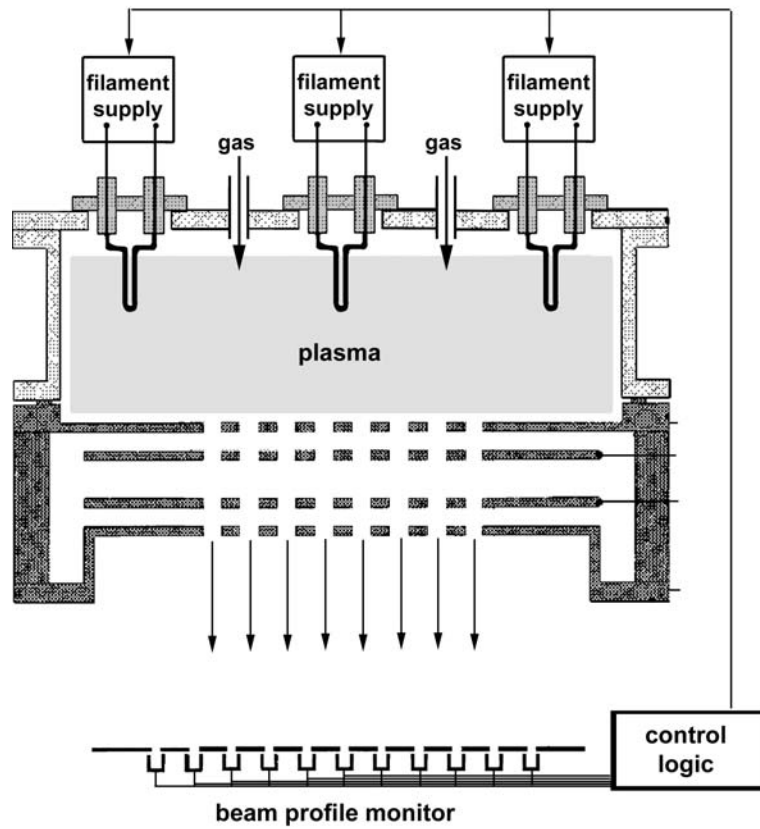 filament
supply
filament
supply
filament
supply
gas
gas
plasma
control
logic
beam profile monitor